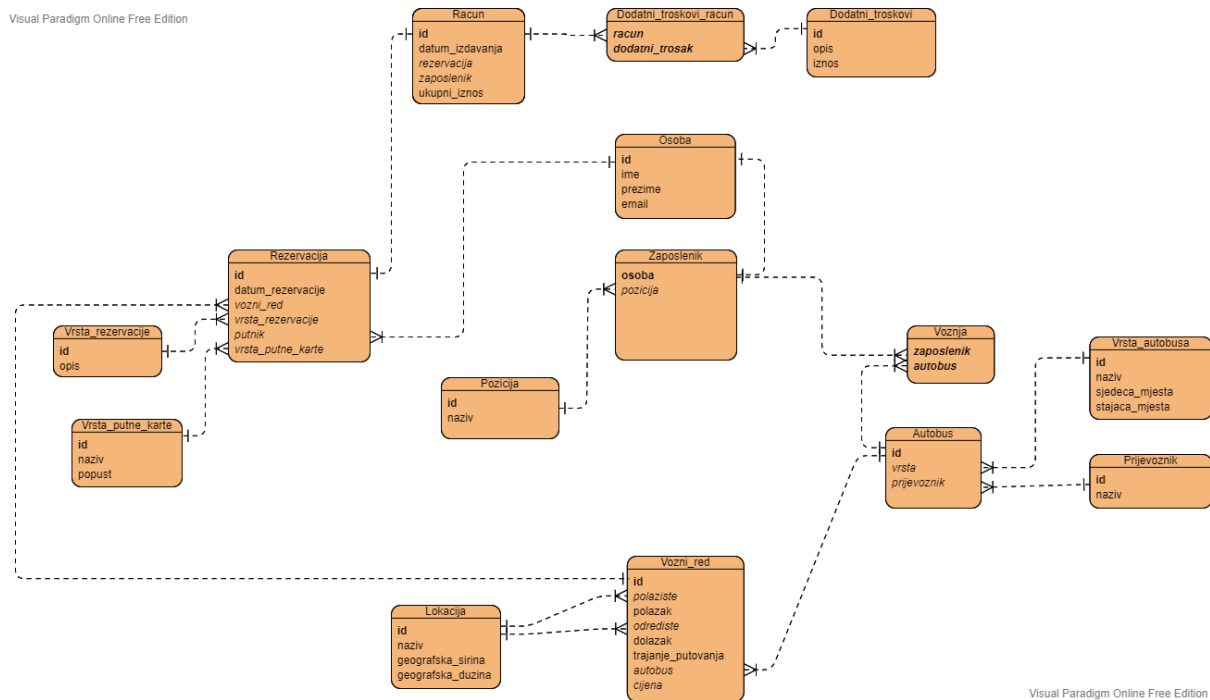 Visual Paradigm Online Free Edition
Racun
id
datum_izdavanja
rezervacija
zaposlenik
ukupni_iznos
Dodatni_troskovi_racun
racun
dodatni_trosak
Dodatni_troskovi
id
opis
iznos
Osoba
id
ime
prezime
email
Rezervacija
id
datum_rezervacije
vozni_red
vrsta_rezervacije
putnik
vrsta_putne_karte
Zaposlenik
osoba
pozicija
Vrsta_rezervacije
id
opis
Voznja
zaposlenik
autobus
Vrsta_autobusa
id
naziv
sjedeca_mjesta
stajaca_mjesta
Pozicija
id
naziv
Vrsta_putne_karte
id
naziv
popust
Autobus
id
vrsta
prijevoznik
Prijevoznik
id
naziv
Vozni_red
id
polaziste
polazak
odrediste
dolazak
trajanje_putovanja
autobus
cijena
Lokacija
id
naziv
geografska_sirina
geografska_duzina
Visual Paradigm Online Free Edition